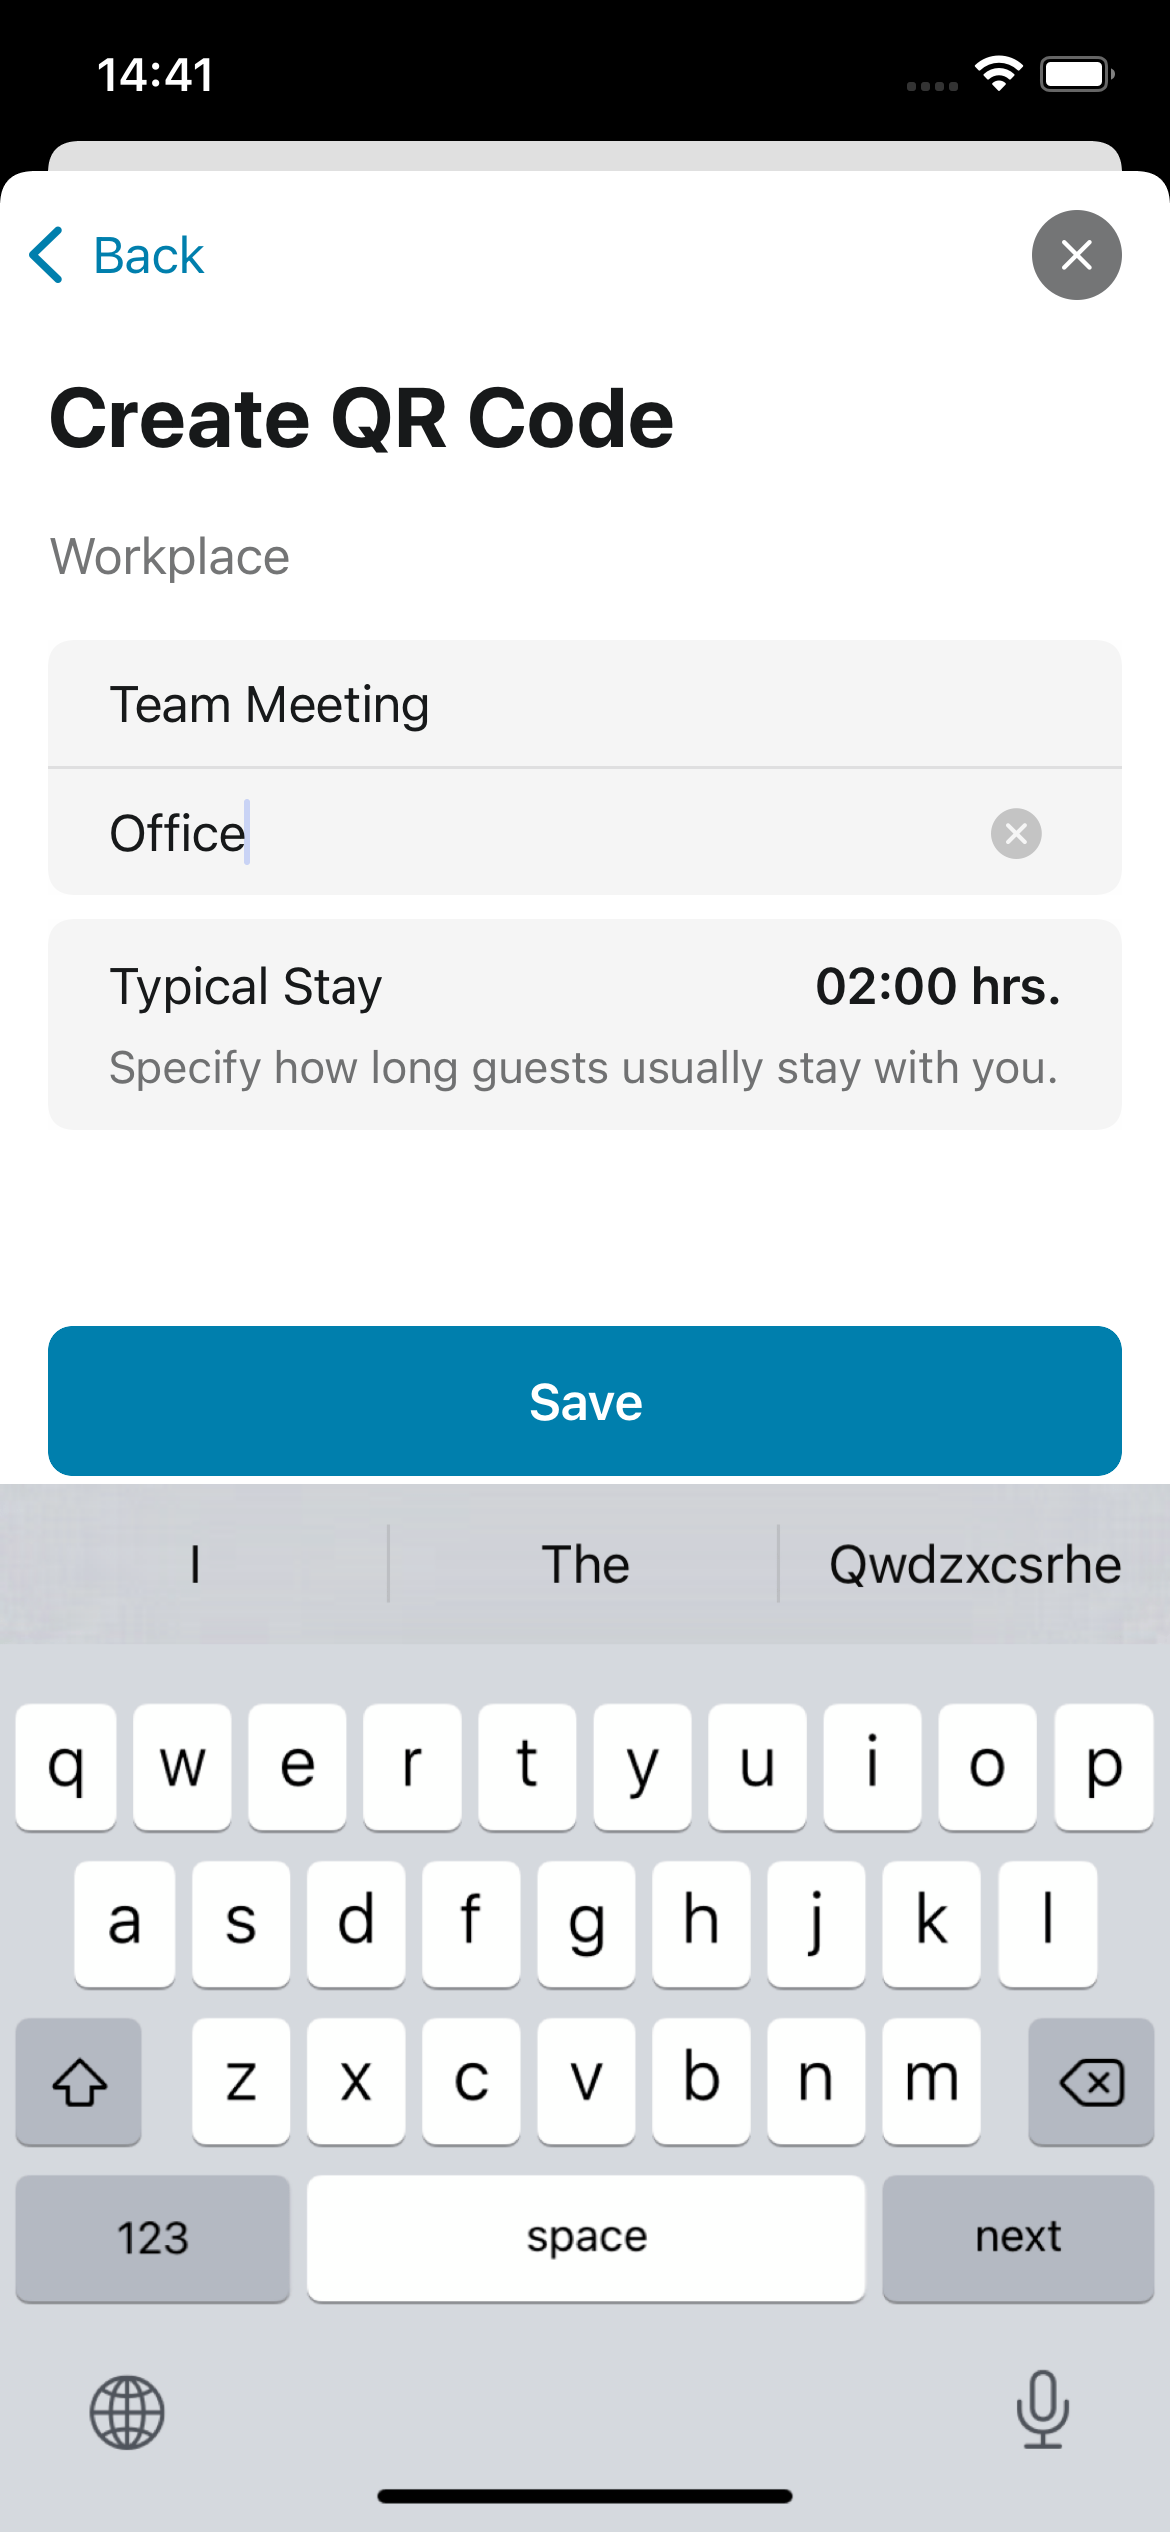 14:41
Back
Create QR Code
Workplace
Team Meeting
Office
Typical Stay 02:00 hrs.
Specify how long guests usually stay with you.
Save
I The Qwdzxcsrhe
q w e r t y u i o p
a s d f g h j k l
z x c v b n m
123 space next